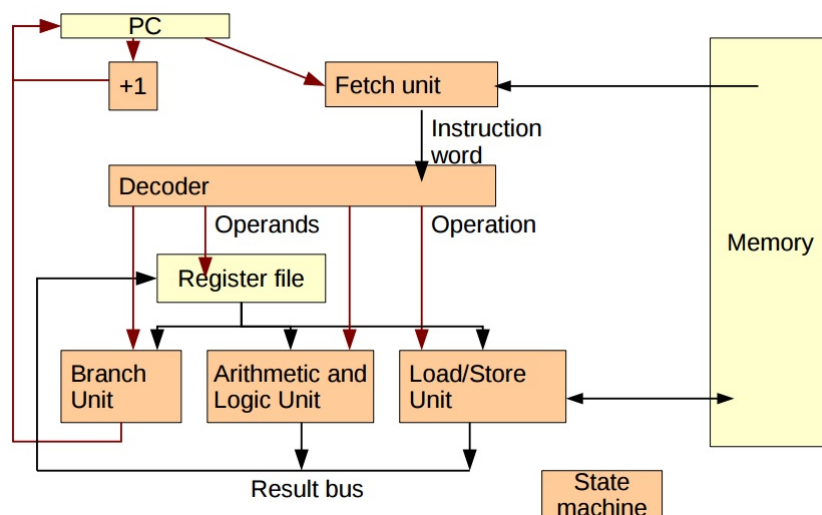 PC
+1
Fetch unit
Instruction
word
Decoder
Operands
Operation
Memory
Register file
Branch
Unit
Arithmetic and
Logic Unit
Load/Store
Unit
Result bus
State
machine